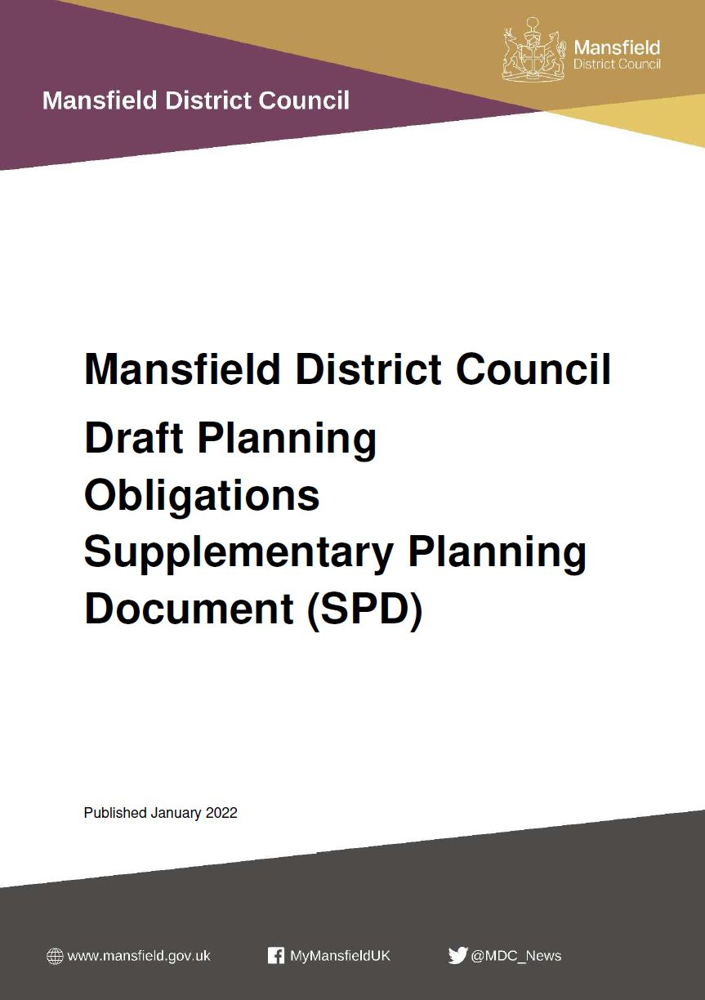 Mansfield
District Council
Mansfield District Council
Mansfield District Council
Draft Planning
Obligations
Supplementary Planning
Document (SPD)
Published January 2022
www.mansfield.gov.uk
MyMansfieldUK
@MDC_News